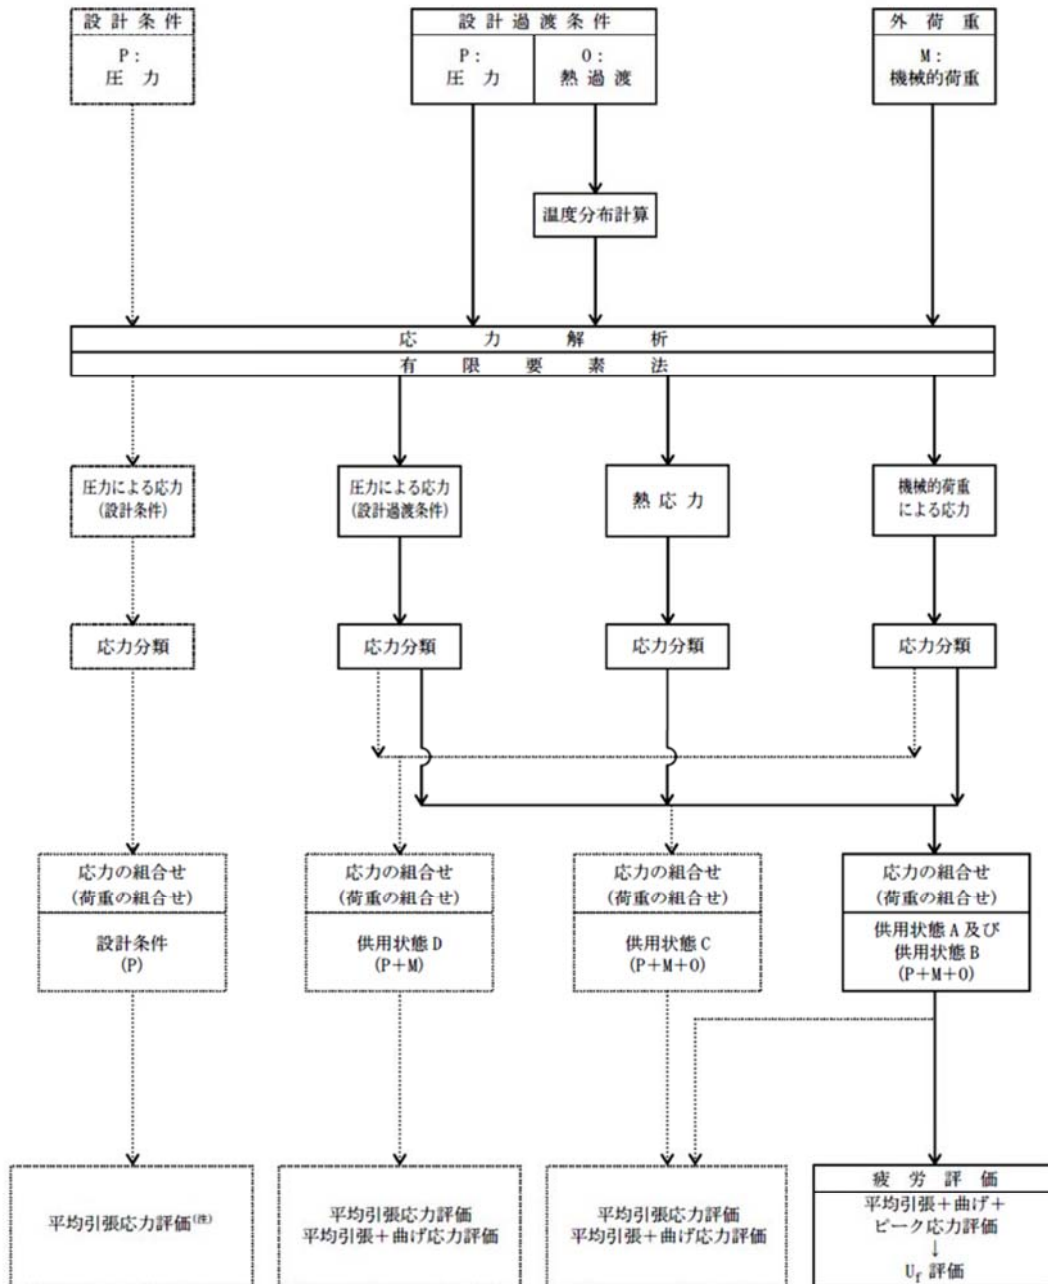 設計条件
P:
圧力
設計過渡条件
P:
圧力
O:
熱過渡
外荷重
M:
機械的荷重
温度分布計算
応力解析
有限要素法
圧力による応力
(設計条件)
圧力による応力
(設計過渡条件)
熱応力
機械的荷重
による応力
応力分類
応力分類
応力分類
応力分類
応力の組合せ
(荷重の組合せ)
設計条件
(P)
応力の組合せ
(荷重の組合せ)
供用状態D
(P+M)
応力の組合せ
(荷重の組合せ)
供用状態C
(P+M+O)
応力の組合せ
(荷重の組合せ)
供用状態A及び
供用状態B
(P+M+O)
平均引張応力評価(注)
平均引張応力評価
平均引張+曲げ応力評価
平均引張応力評価
平均引張+曲げ応力評価
疲労評価
平均引張+曲げ+
ピーク応力評価
↓
Uf 評価